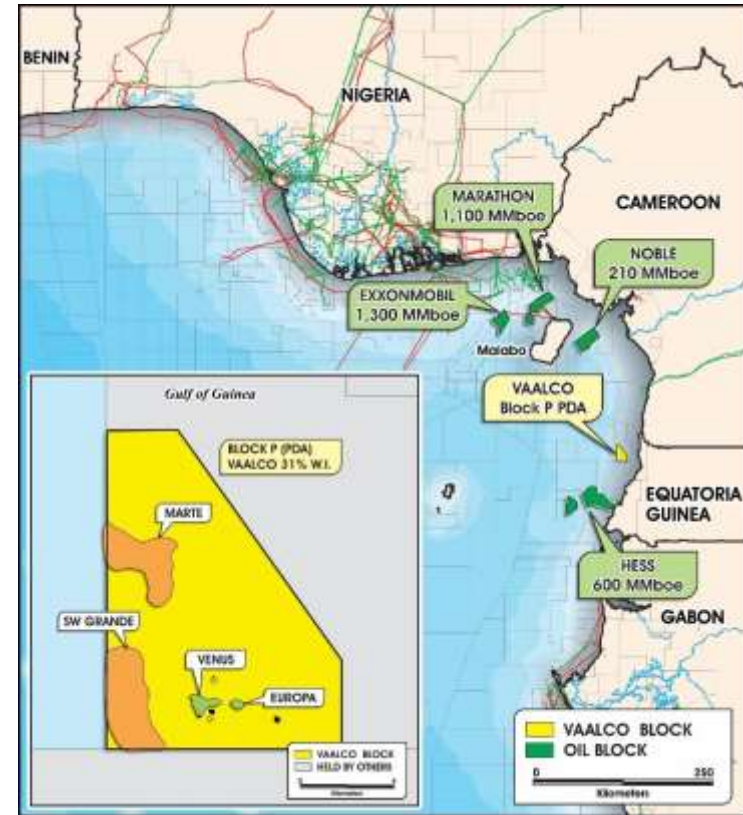 BENIN
NIGERIA
MARATHON
1,100 MMboe
CAMEROON
NOBLE
210 MMboe
EXXONMOBIL
1,300 MMboe
Malabo
VAALCO
Block P PDA
EQUATORIA
GUINEA
HESS
600 MMboe
GABON
Gulf of Guinea
BLOCK P (PDA)
VAALCO 31% W.I.
MARTE
SW GRANDE
VENUS
EUROPA
VAALCO BLOCK
HELD BY OTHERS
Kilometers
VAALCO BLOCK
OIL BLOCK
0 250
Kilometers